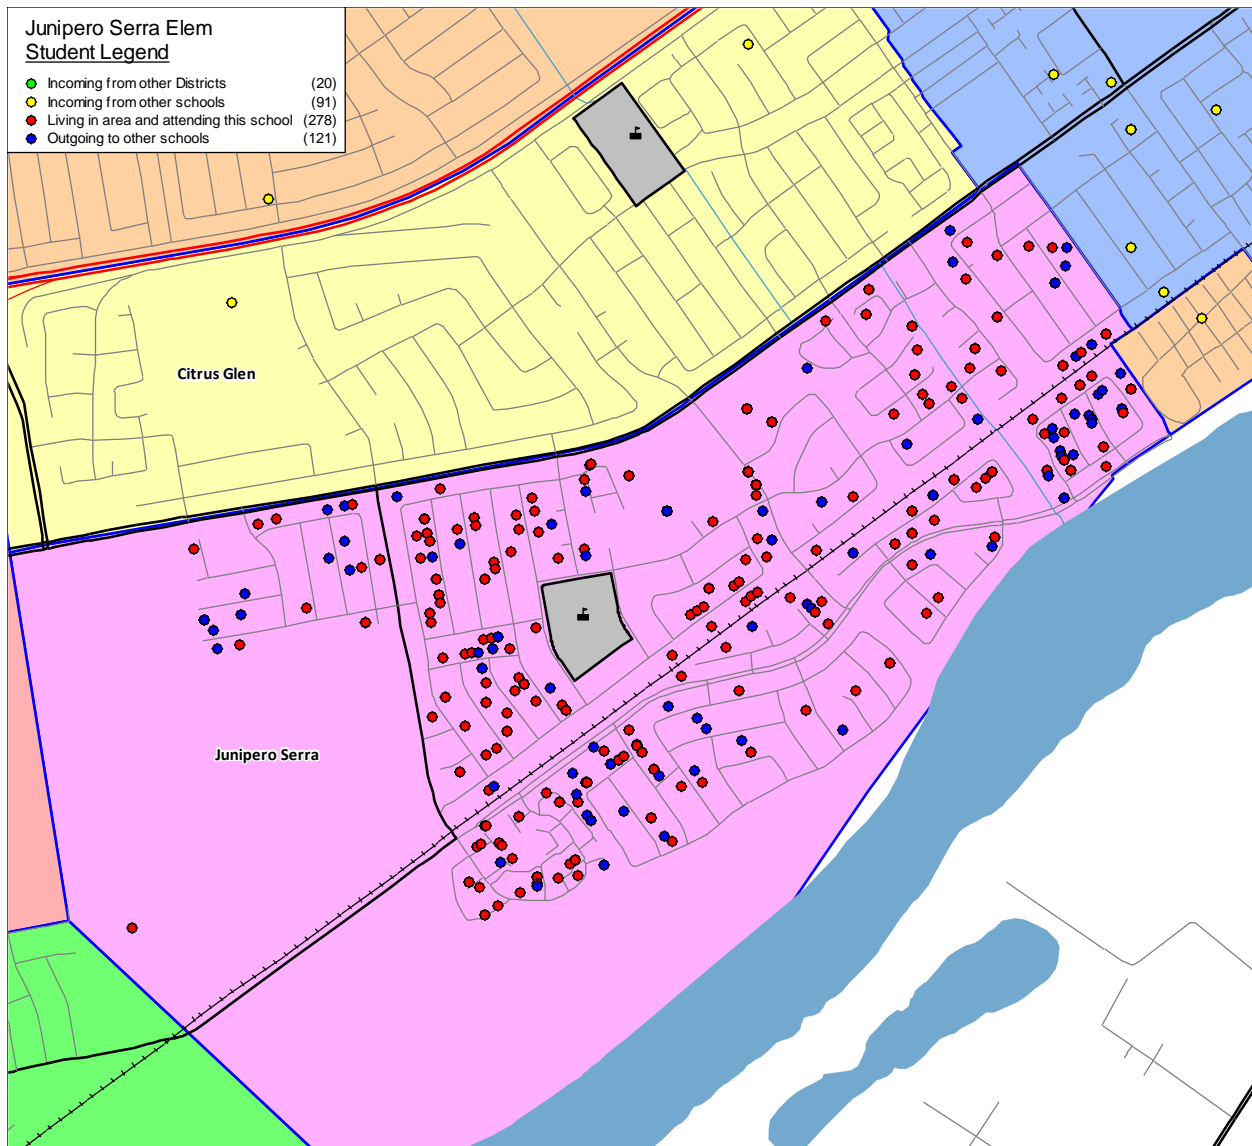 Junipero Serra Elem
Student Legend
Incoming from other Districts (20)
Incoming from other schools (91)
Living in area and attending this school (278)
Outgoing to other schools (121)
Citrus Glen
Junipero Serra